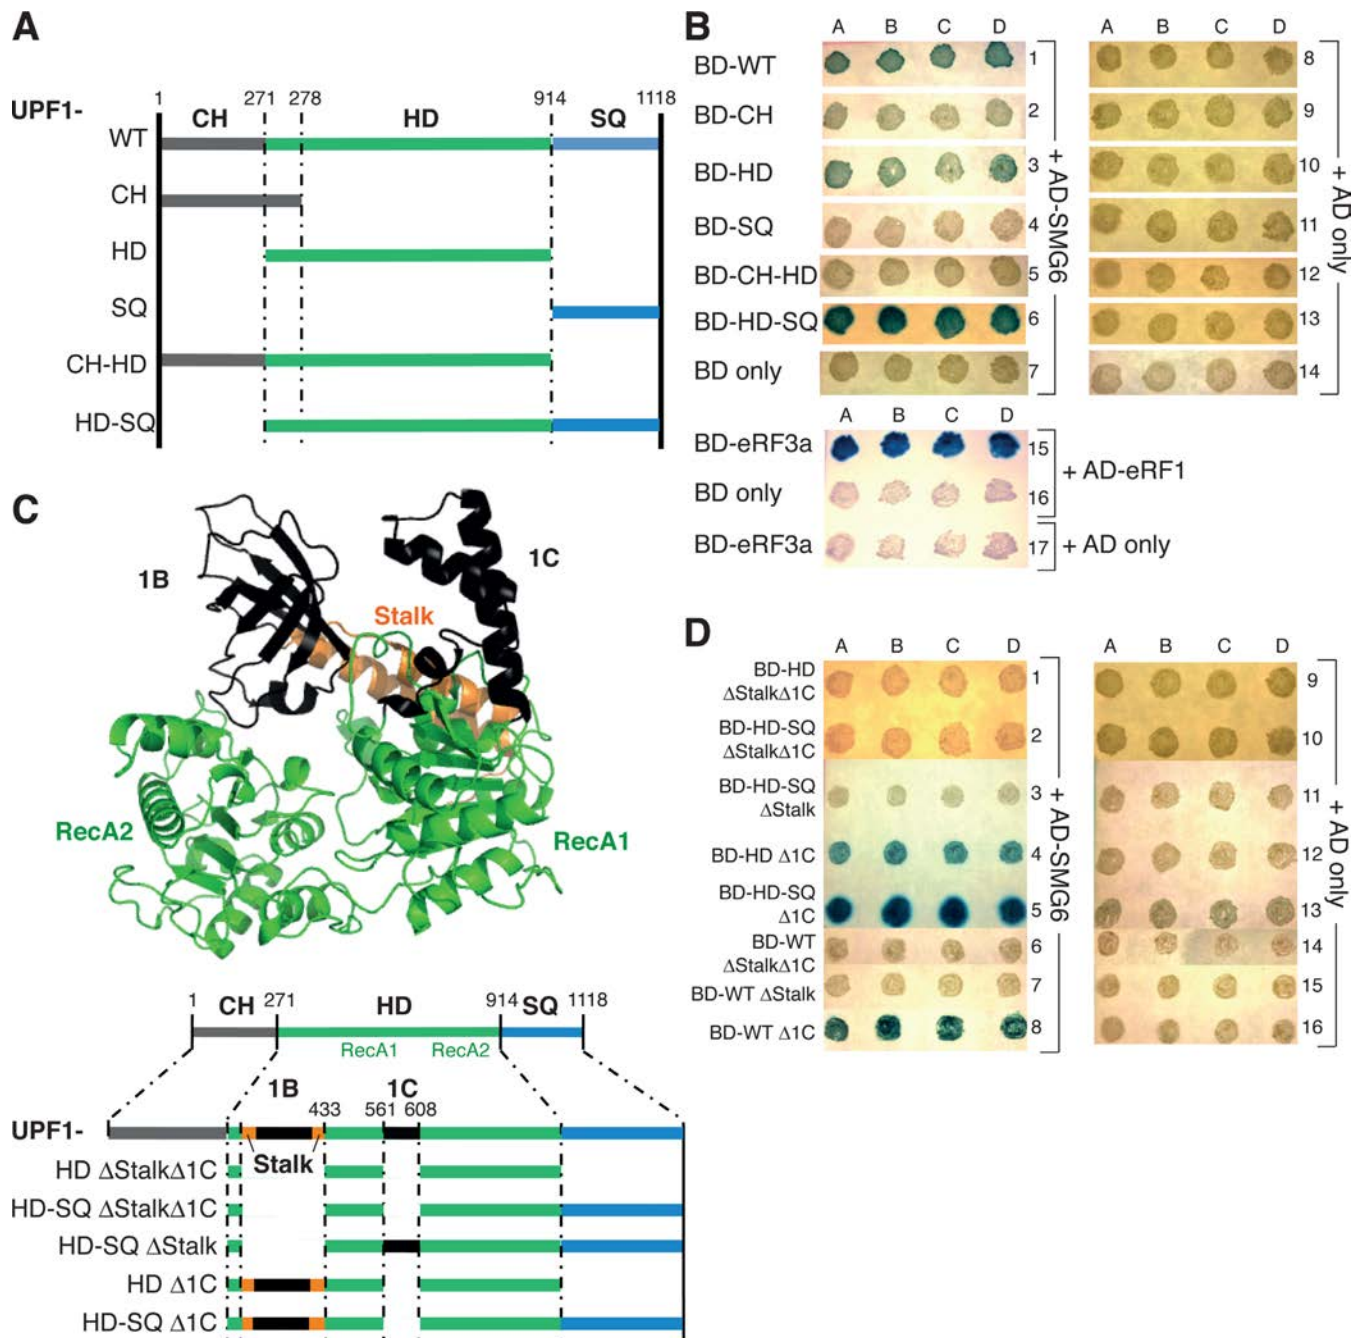 A
1 271 278 914 1118
UPF1- CH HD SQ
WT
CH
HD
SQ
CH-HD
HD-SQ
B
A B C D
BD-WT 1
BD-CH 2
BD-HD 3
BD-SQ 4
BD-CH-HD 5
BD-HD-SQ 6
BD only 7
+ AD-SMG6
A B C D
8
9
10
11
12
13
14
+ AD only
A B C D
BD-eRF3a 15
BD only 16
+ AD-eRF1
BD-eRF3a 17 + AD only
C
1B
1C
Stalk
RecA2
RecA1
1 CH 271 HD 914 SQ 1118
RecA1 RecA2
1B 1C
433 561 608
UPF1-
Stalk
HD ΔStalkΔ1C
HD-SQ ΔStalkΔ1C
HD-SQ ΔStalk
HD Δ1C
HD-SQ Δ1C
D
A B C D
BD-HD
ΔStalkΔ1C 1
BD-HD-SQ
ΔStalkΔ1C 2
BD-HD-SQ
ΔStalk 3
BD-HD Δ1C 4
BD-HD-SQ
Δ1C 5
BD-WT
ΔStalkΔ1C 6
BD-WT ΔStalk 7
BD-WT Δ1C 8
+ AD-SMG6
A B C D
9
10
11
12
13
14
15
16
+ AD only